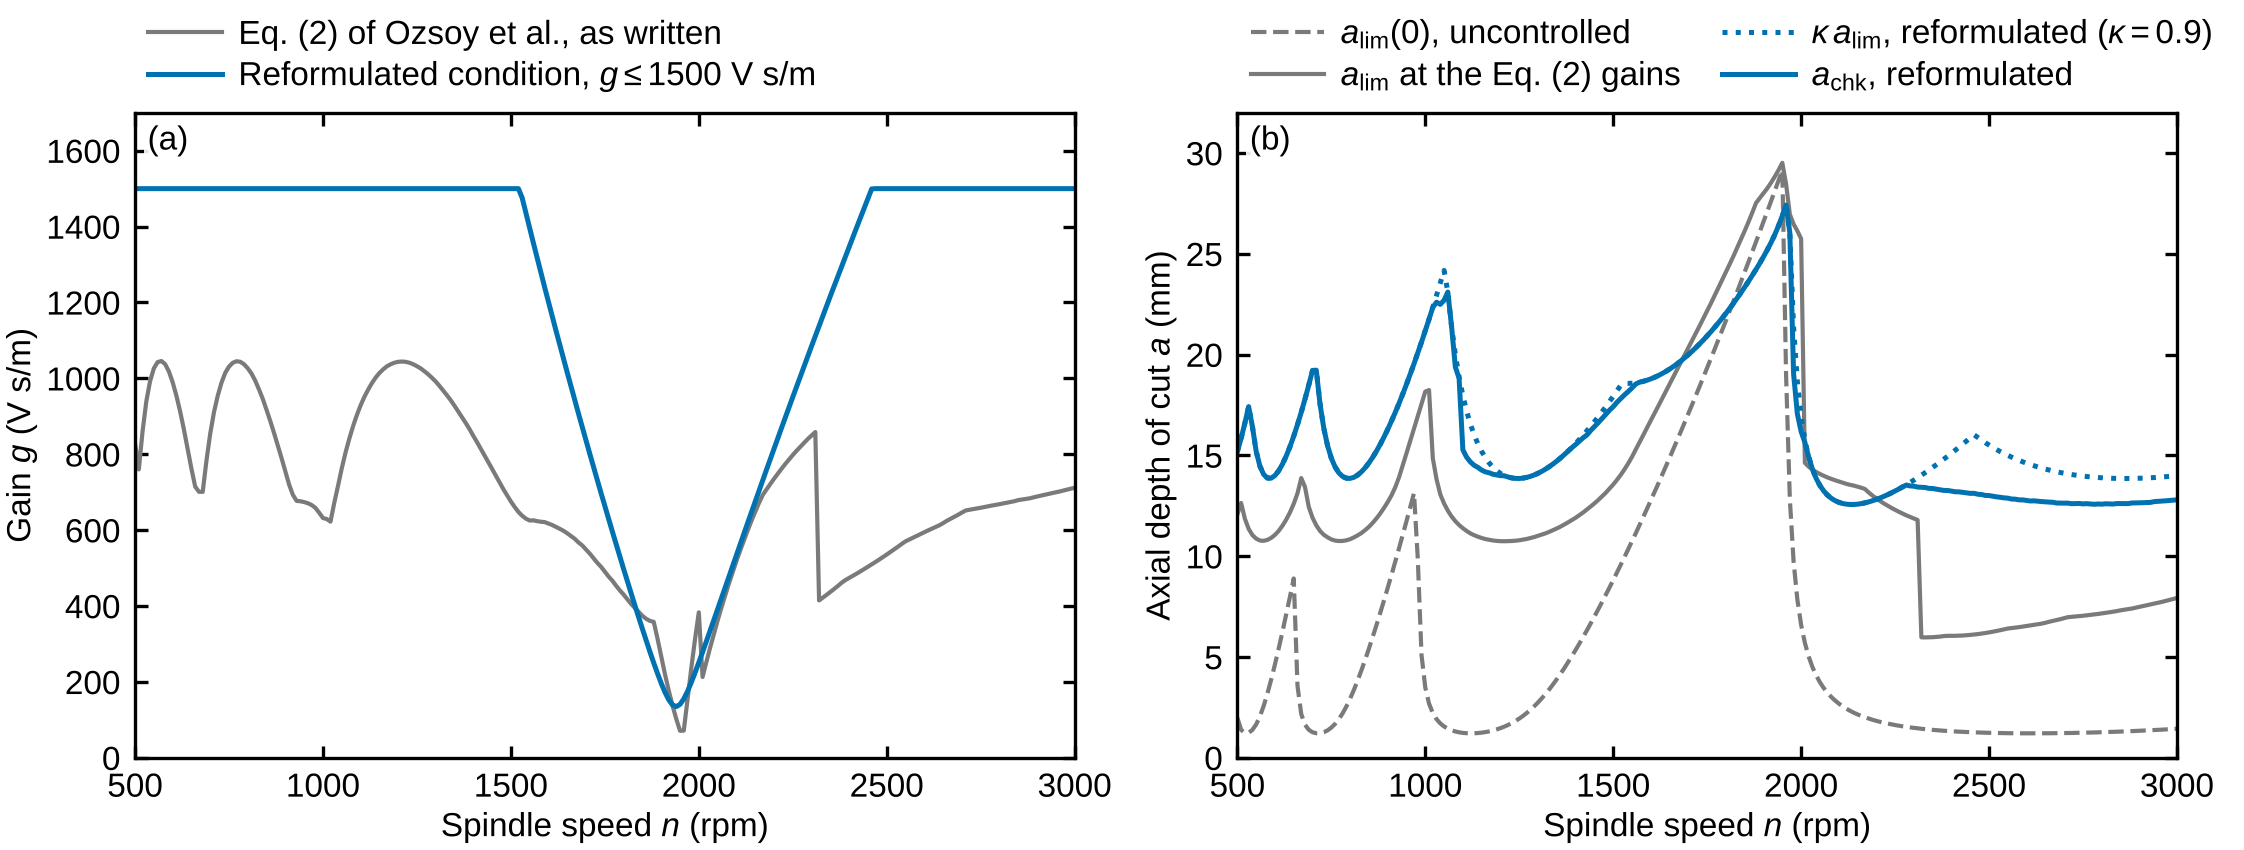 Eq. (2) of Ozsoy et al., as written
Reformulated condition, g ≤ 1500 V s/m
(a)
1600
1400
1200
1000
800
600
400
200
0
Gain g (V s/m)
500 1000 1500 2000 2500 3000
Spindle speed n (rpm)
a_lim(0), uncontrolled
a_lim at the Eq. (2) gains
κ a_lim, reformulated (κ = 0.9)
a_chk, reformulated
(b)
30
25
20
15
10
5
0
Axial depth of cut a (mm)
500 1000 1500 2000 2500 3000
Spindle speed n (rpm)